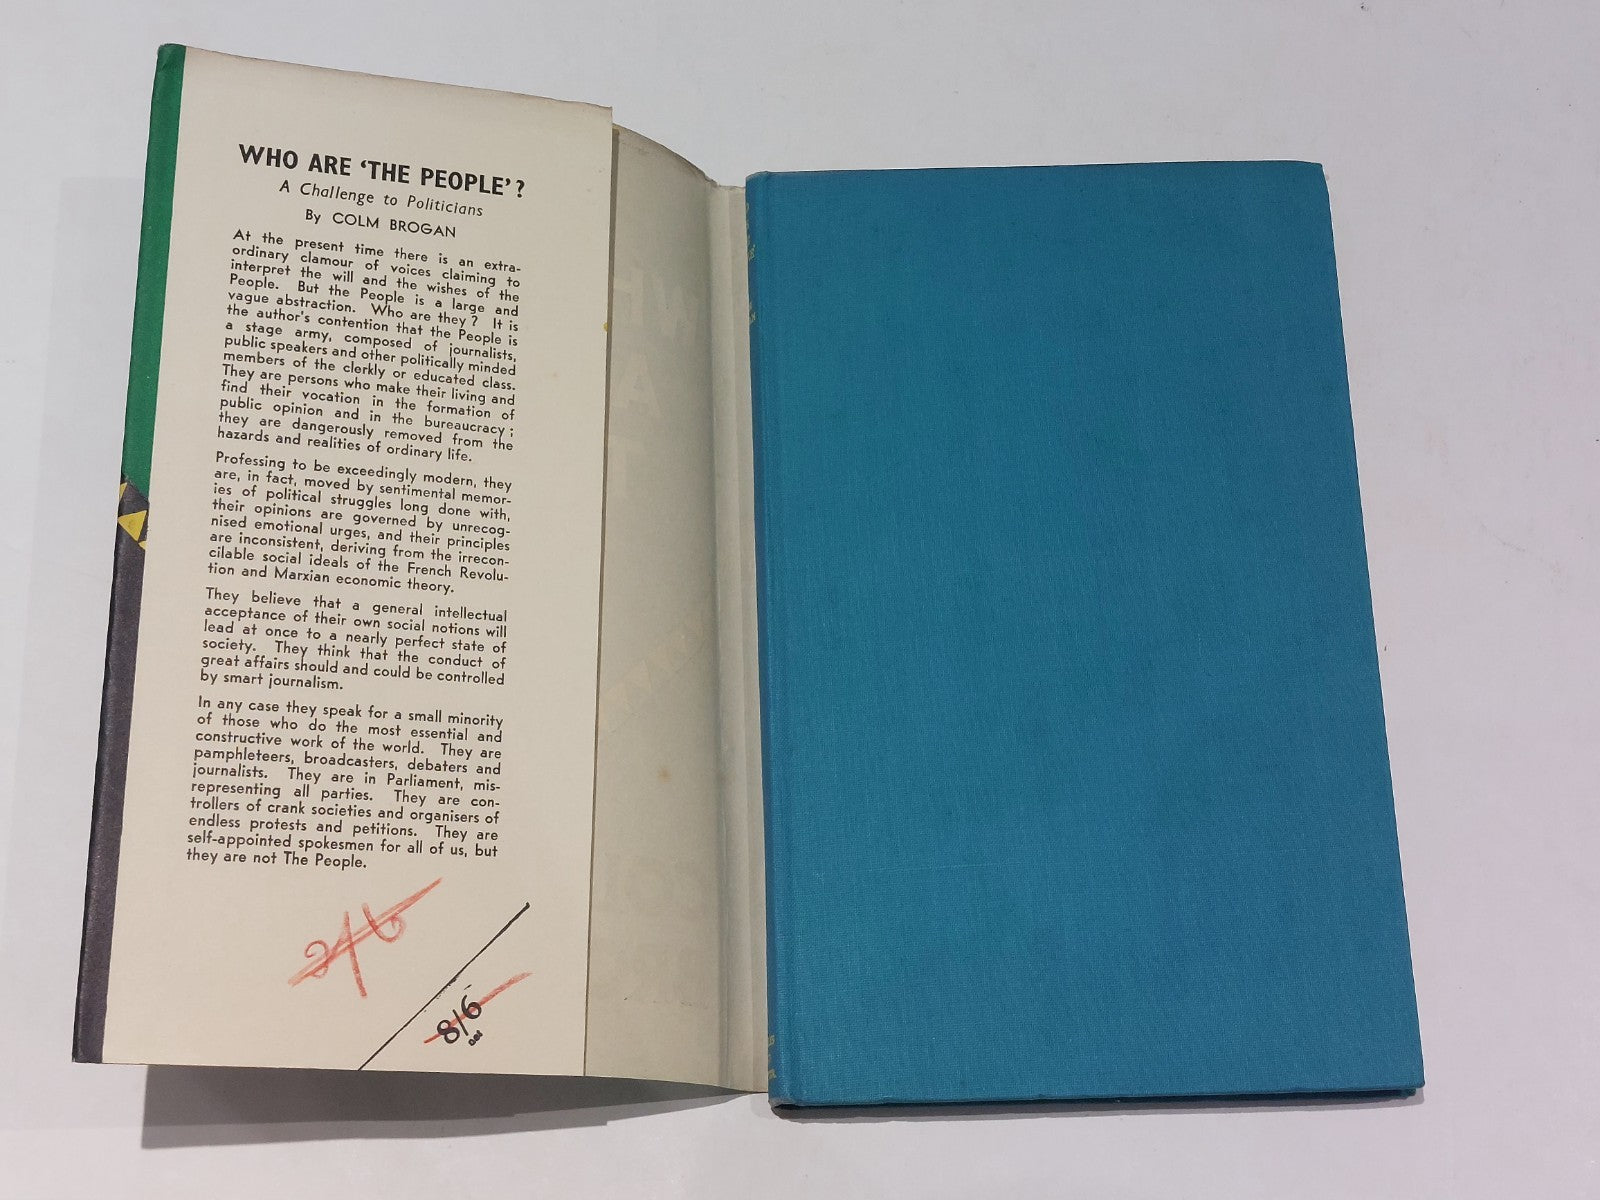 WHO ARE ‘THE PEOPLE’?
A Challenge to Politicians
By COLM BROGAN
At the present time there is an extra-
ordinary clamour of voices claiming to
interpret the will and the wishes of the
People. But the People is a large and
vague abstraction. Who are they? It is
the author's contention that the People is
a stage army, composed of journalists,
public speakers and other politically minded
members of the clerkly or educated class.
They are persons who make their living and
find their vocation in the formation of
public opinion and in the bureaucracy;
they are dangerously removed from the
hazards and realities of ordinary life.
Professing to be exceedingly modern, they
are, in fact, moved by sentimental memor-
ies of political struggles long done with,
their opinions are governed by unrecog-
nised emotional urges, and their principles
are inconsistent, deriving from the irrecon-
cilable social ideals of the French Revolu-
tion and Marxian economic theory.
They believe that a general intellectual
acceptance of their own social notions will
lead at once to a nearly perfect state of
society. They think that the conduct of
great affairs should and could be controlled
by smart journalism.
In any case they speak for a small minority
of those who do the most essential and
constructive work of the world. They are
pamphleteers, broadcasters, debaters and
journalists. They are in Parliament, mis-
representing all parties. They are con-
trollers of crank societies and organisers of
endless protests and petitions. They are
self-appointed spokesmen for all of us, but
they are not The People.
2/6
8/6